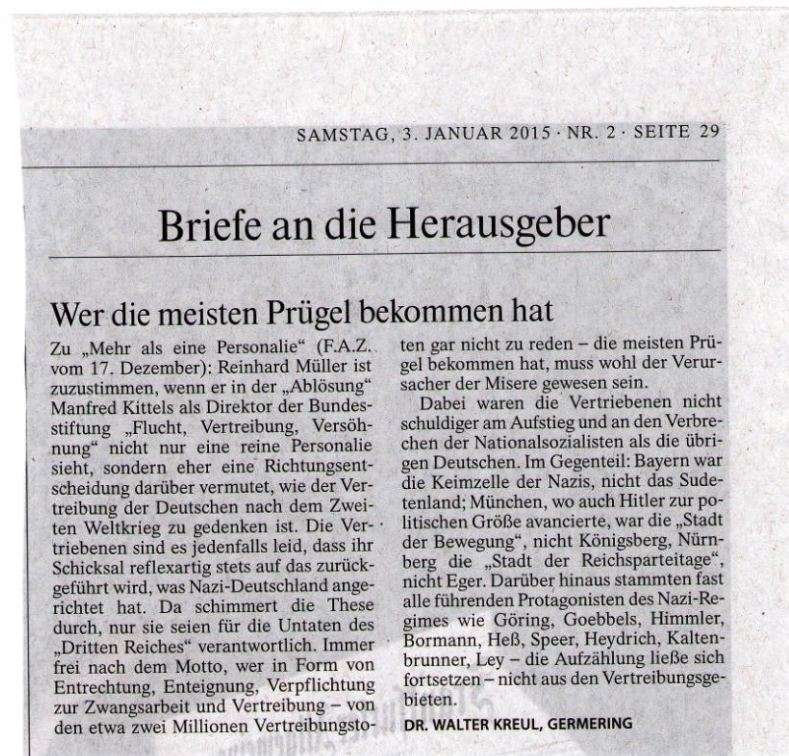 SAMSTAG, 3. JANUAR 2015 · NR. 2 · SEITE 29
Briefe an die Herausgeber
Wer die meisten Prügel bekommen hat
Zu „Mehr als eine Personalie“ (F.A.Z.
vom 17. Dezember): Reinhard Müller ist
zuzustimmen, wenn er in der „Ablösung“
Manfred Kittels als Direktor der Bundes-
stiftung „Flucht, Vertreibung, Versöh-
nung“ nicht nur eine reine Personalie
sieht, sondern eher eine Richtungsent-
scheidung darüber vermutet, wie der Ver-
treibung der Deutschen nach dem Zwei-
ten Weltkrieg zu gedenken ist. Die Ver-
triebenen sind es jedenfalls leid, dass ihr
Schicksal reflexartig stets auf das zurück-
geführt wird, was Nazi-Deutschland ange-
richtet hat. Da schimmert die These
durch, nur sie seien für die Untaten des
„Dritten Reiches“ verantwortlich. Immer
frei nach dem Motto, wer in Form von
Entrechtung, Enteignung, Verpflichtung
zur Zwangsarbeit und Vertreibung – von
den etwa zwei Millionen Vertreibungsto-
ten gar nicht zu reden – die meisten Prü-
gel bekommen hat, muss wohl der Verur-
sacher der Misere gewesen sein.
Dabei waren die Vertriebenen nicht
schuldiger am Aufstieg und an den Verbre-
chen der Nationalsozialisten als die übri-
gen Deutschen. Im Gegenteil: Bayern war
die Keimzelle der Nazis, nicht das Sude-
tenland; München, wo auch Hitler zur po-
litischen Größe avancierte, war die „Stadt
der Bewegung“, nicht Königsberg, Nürn-
berg die „Stadt der Reichsparteitage“,
nicht Eger. Darüber hinaus stammten fast
alle führenden Protagonisten des Nazi-Re-
gimes wie Göring, Goebbels, Himmler,
Bormann, Heß, Speer, Heydrich, Kalten-
brunner, Ley – die Aufzählung ließe sich
fortsetzen – nicht aus den Vertreibungsge-
bieten.
DR. WALTER KREUL, GERMERING